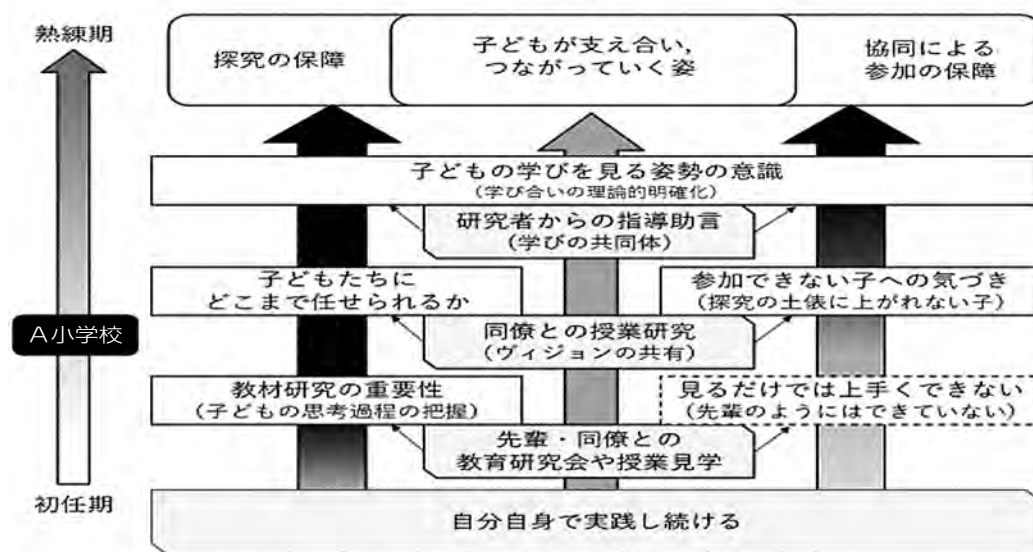 熟練期
探究の保障
子どもが支え合い,
つながっていく姿
協同による
参加の保障
子どもの学びを見る姿勢の意識
(学び合いの理論的明確化)
研究者からの指導助言
(学びの共同体)
子どもたちに
どこまで任せられるか
参加できない子への気づき
(探究の土俵に上がれない子)
A小学校
同僚との授業研究
(ヴィジョンの共有)
教材研究の重要性
(子どもの思考過程の把握)
見るだけでは上手くできない
(先輩のようにはできていない)
先輩・同僚との
教育研究会や授業見学
初任期
自分自身で実践し続ける